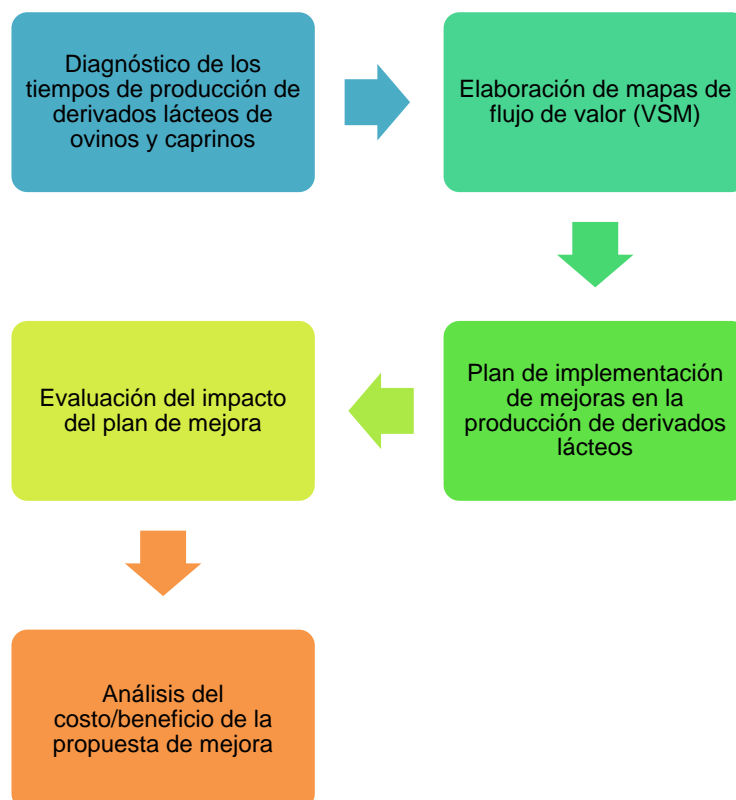 Diagnóstico de los
tiempos de producción de
derivados lácteos de
ovinos y caprinos
Elaboración de mapas de
flujo de valor (VSM)
Plan de implementación
de mejoras en la
producción de derivados
lácteos
Evaluación del impacto
del plan de mejora
Análisis del
costo/beneficio de la
propuesta de mejora